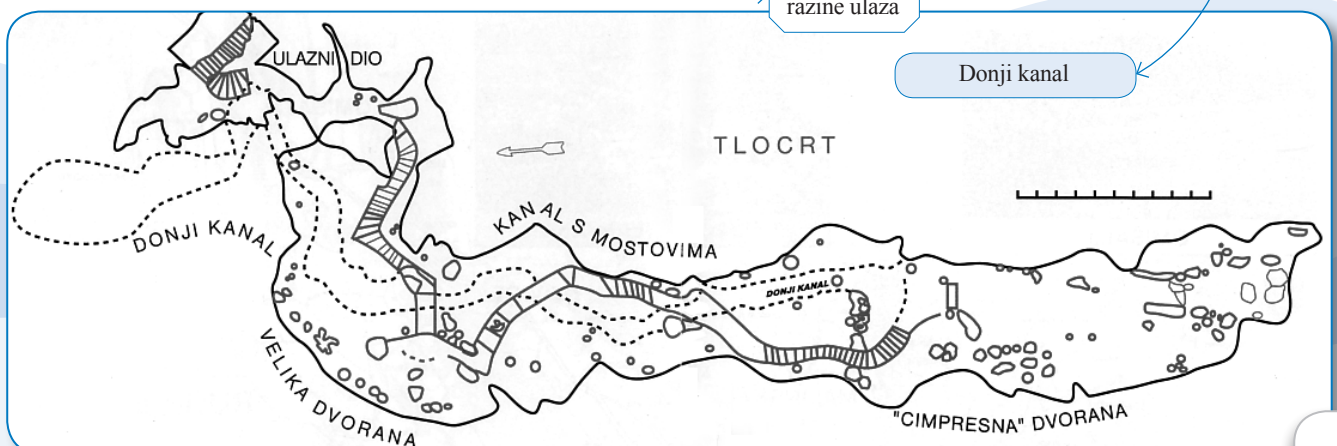 razine ulaza
Donji kanal
ULAZNI DIO
TLOCRT
DONJI KANAL
KANAL S MOSTOVIMA
DONJI KANAL
VELIKA DVORANA
"CIMPRESNA" DVORANA